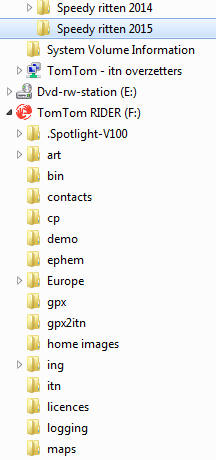 Speedy ritten 2014
Speedy ritten 2015
System Volume Information
TomTom - itn overzetters
Dvd-rw-station (E:)
TomTom RIDER (F:)
.Spotlight-V100
art
bin
contacts
cp
demo
ephem
Europe
gpx
gpx2itn
home images
ing
itn
licences
logging
maps